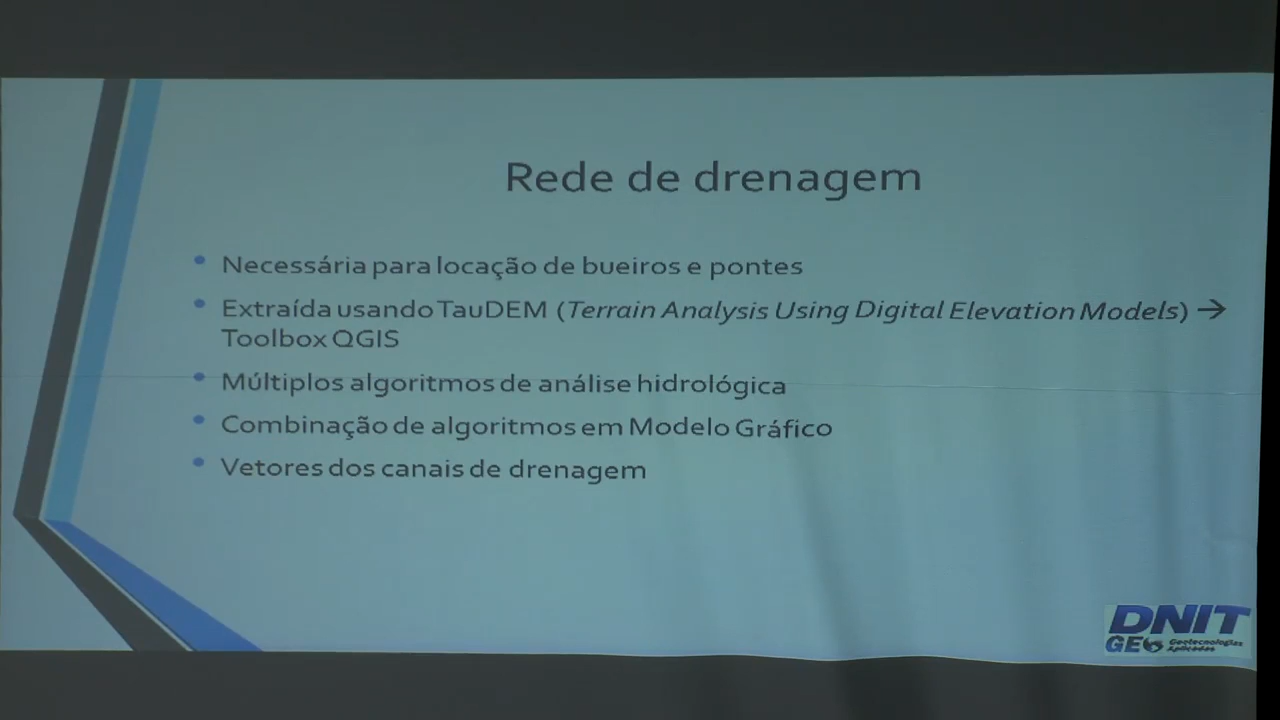 Rede de drenagem
• Necessária para locação de bueiros e pontes
• Extraída usando TauDEM (Terrain Analysis Using Digital Elevation Models) →
Toolbox QGIS
• Múltiplos algoritmos de análise hidrológica
• Combinação de algoritmos em Modelo Gráfico
• Vetores dos canais de drenagem
DNIT
GEO Geotecnologias
Aplicadas